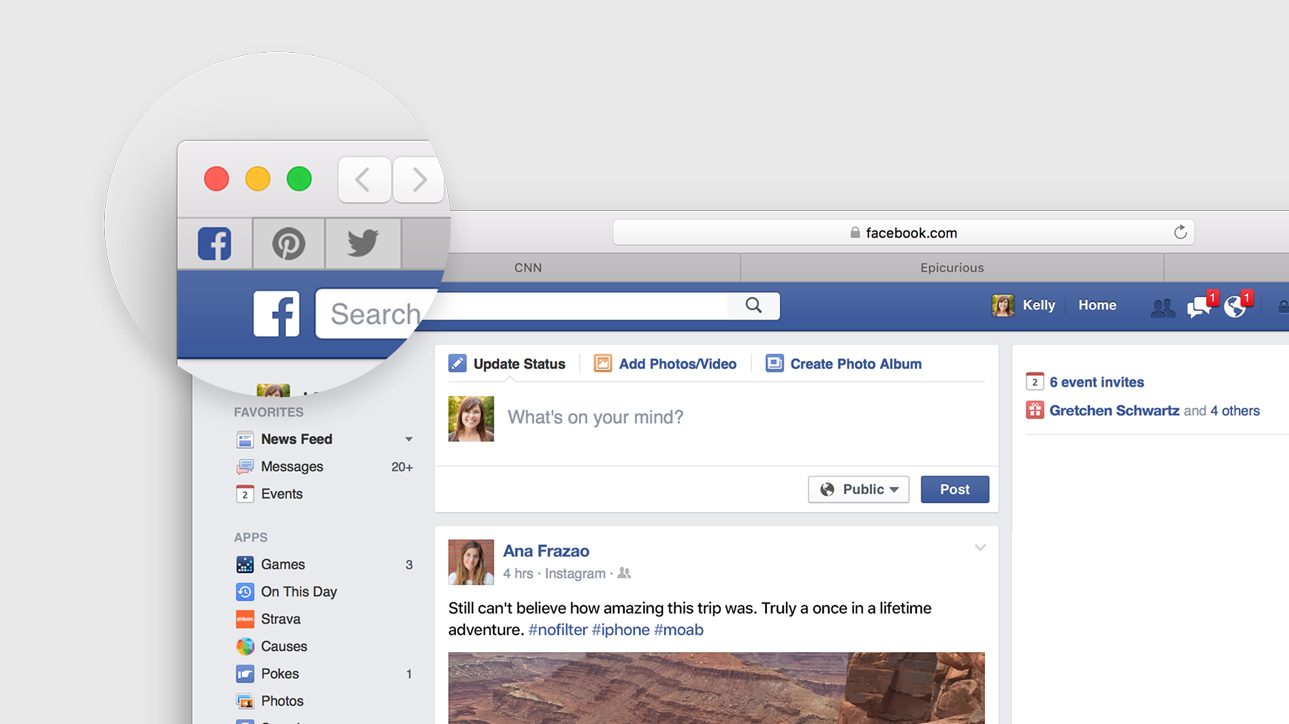 facebook.com
CNN
Epicurious
Search
Kelly
Home
1
1
Update Status
Add Photos/Video
Create Photo Album
What's on your mind?
Public
Post
2 6 event invites
Gretchen Schwartz and 4 others
FAVORITES
News Feed
Messages 20+
2 Events
APPS
Games 3
On This Day
Strava
Causes
Pokes 1
Photos
Ana Frazao
4 hrs · Instagram ·
Still can't believe how amazing this trip was. Truly a once in a lifetime
adventure. #nofilter #iphone #moab